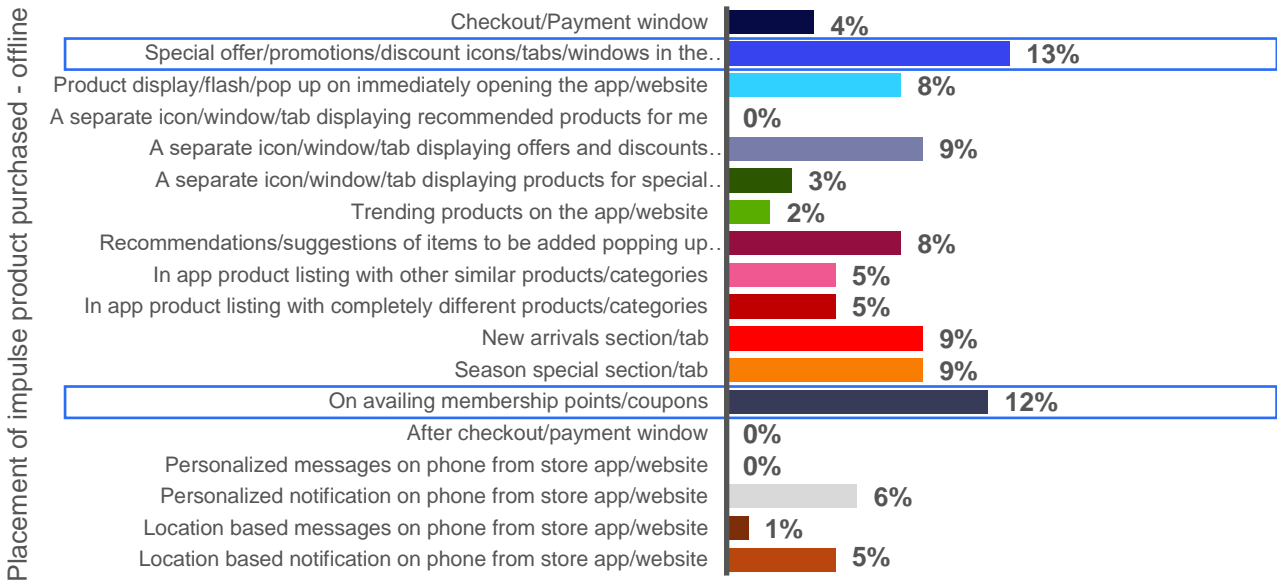 Placement of impulse product purchased - offline
Checkout/Payment window 4%
Special offer/promotions/discount icons/tabs/windows in the.. 13%
Product display/flash/pop up on immediately opening the app/website 8%
A separate icon/window/tab displaying recommended products for me 0%
A separate icon/window/tab displaying offers and discounts.. 9%
A separate icon/window/tab displaying products for special.. 3%
Trending products on the app/website 2%
Recommendations/suggestions of items to be added popping up.. 8%
In app product listing with other similar products/categories 5%
In app product listing with completely different products/categories 5%
New arrivals section/tab 9%
Season special section/tab 9%
On availing membership points/coupons 12%
After checkout/payment window 0%
Personalized messages on phone from store app/website 0%
Personalized notification on phone from store app/website 6%
Location based messages on phone from store app/website 1%
Location based notification on phone from store app/website 5%